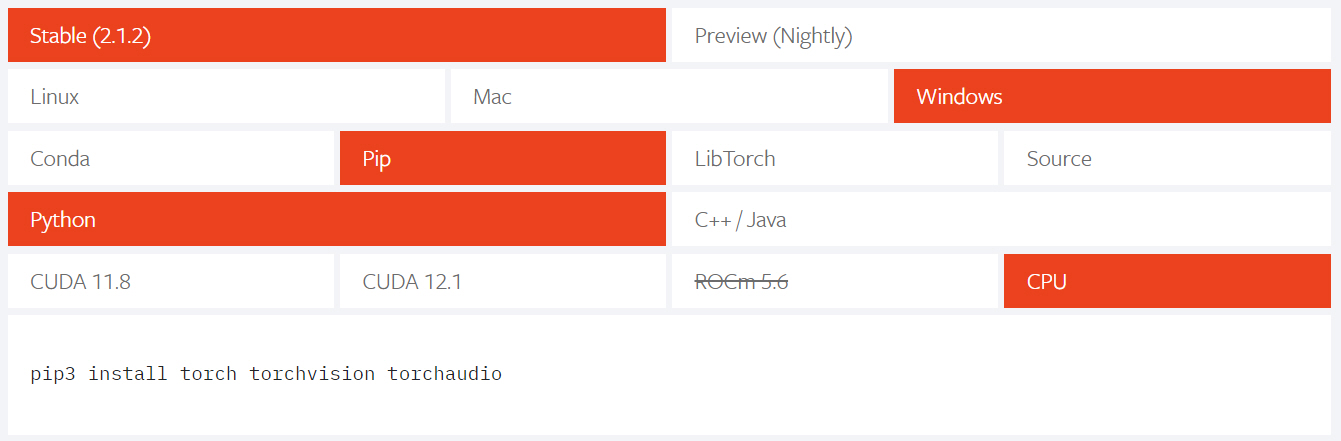 Stable (2.1.2) Preview (Nightly)
Linux Mac Windows
Conda Pip LibTorch Source
Python C++ / Java
CUDA 11.8 CUDA 12.1 ROCm 5.6 CPU
pip3 install torch torchvision torchaudio